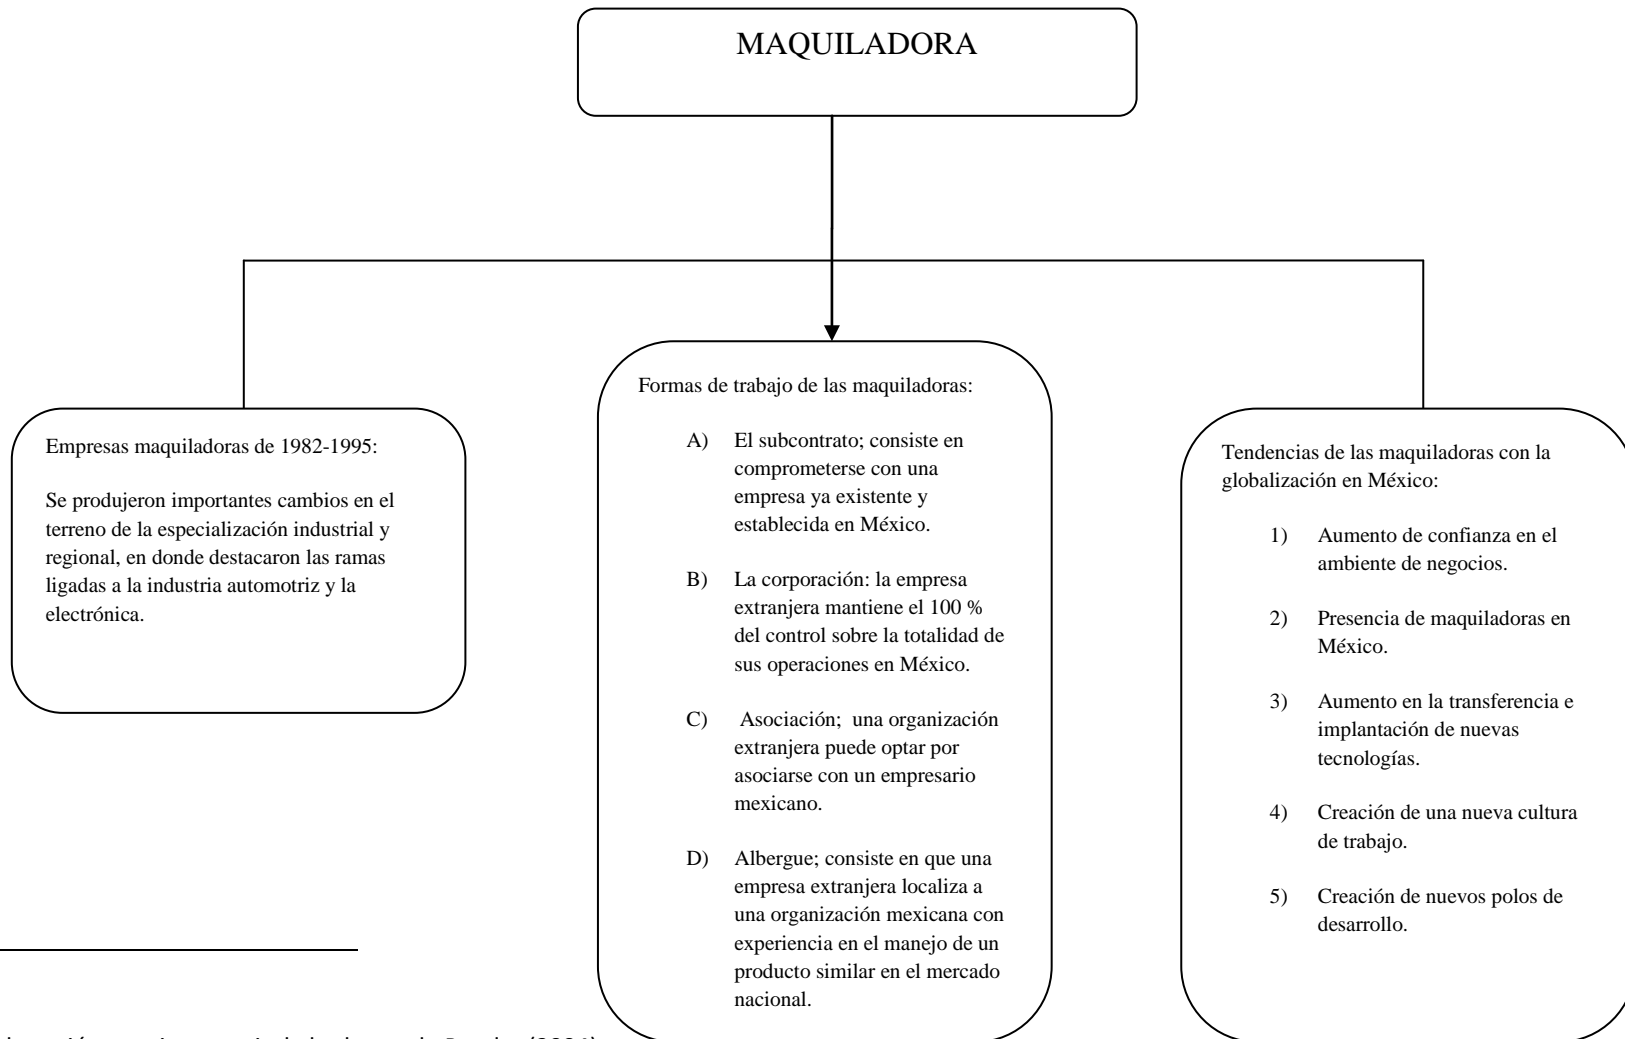 MAQUILADORA
Empresas maquiladoras de 1982-1995:
Se produjeron importantes cambios en el
terreno de la especialización industrial y
regional, en donde destacaron las ramas
ligadas a la industria automotriz y la
electrónica.
Formas de trabajo de las maquiladoras:
A) El subcontrato; consiste en
comprometerse con una
empresa ya existente y
establecida en México.
B) La corporación: la empresa
extranjera mantiene el 100 %
del control sobre la totalidad de
sus operaciones en México.
C) Asociación; una organización
extranjera puede optar por
asociarse con un empresario
mexicano.
D) Albergue; consiste en que una
empresa extranjera localiza a
una organización mexicana con
experiencia en el manejo de un
producto similar en el mercado
nacional.
Tendencias de las maquiladoras con la
globalización en México:
1) Aumento de confianza en el
ambiente de negocios.
2) Presencia de maquiladoras en
México.
3) Aumento en la transferencia e
implantación de nuevas
tecnologías.
4) Creación de una nueva cultura
de trabajo.
5) Creación de nuevos polos de
desarrollo.